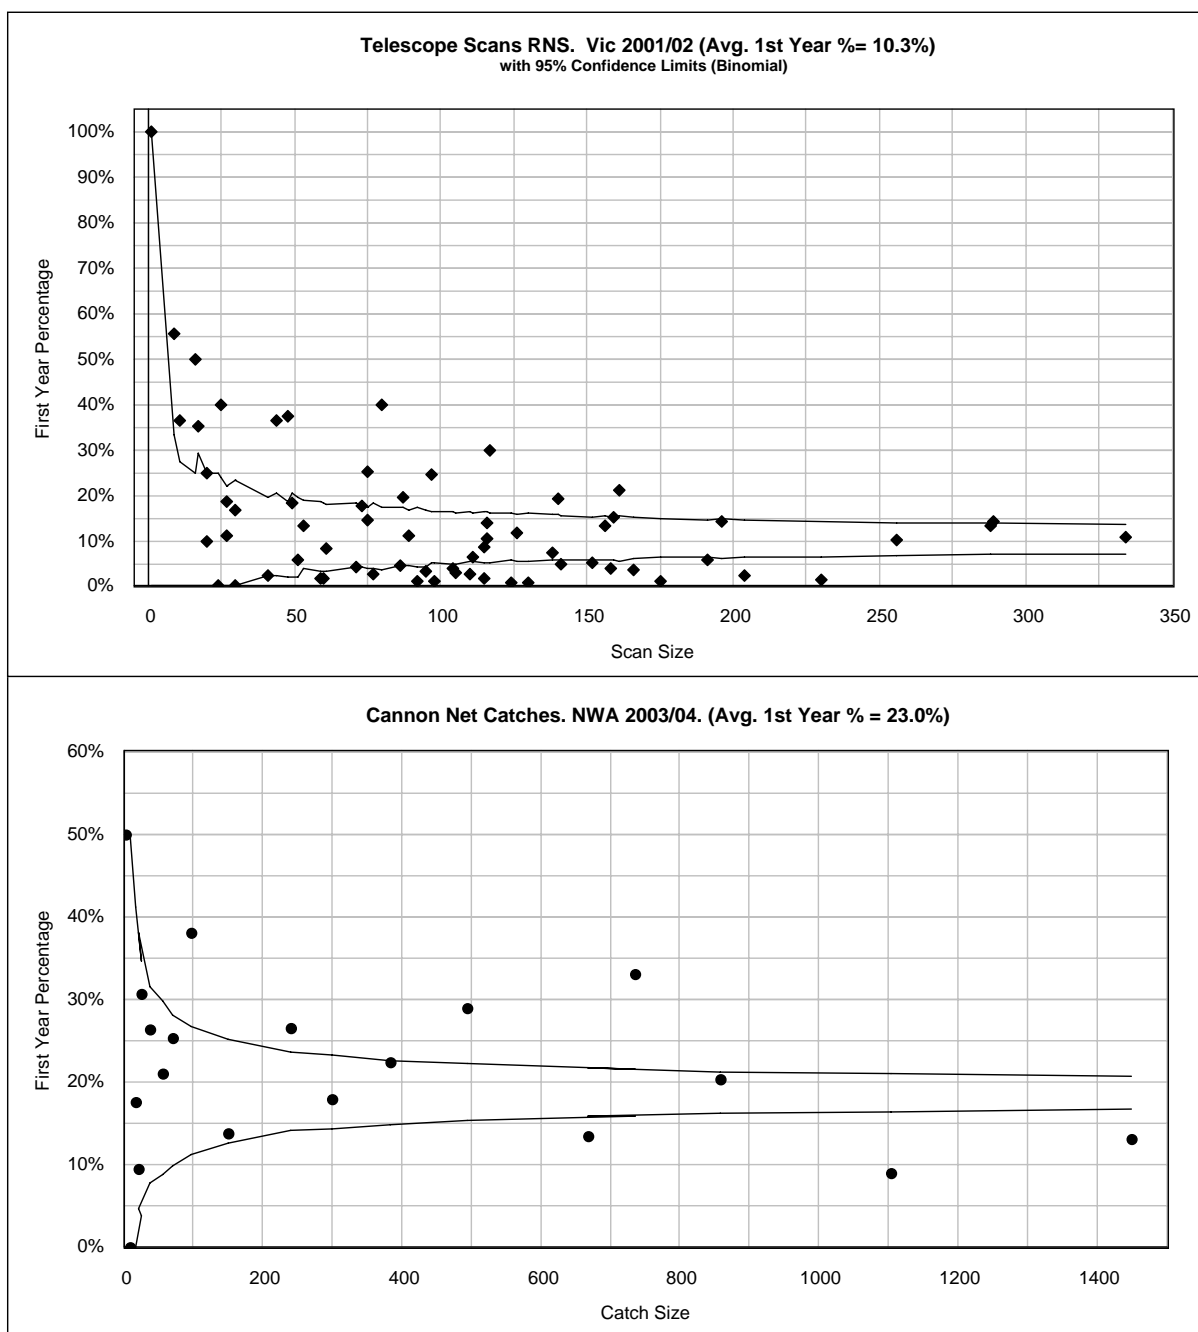 Telescope Scans RNS. Vic 2001/02 (Avg. 1st Year %= 10.3%)
with 95% Confidence Limits (Binomial)
100%
90%
80%
70%
60%
50%
40%
30%
20%
10%
0%
First Year Percentage
0 50 100 150 200 250 300 350
Scan Size
Cannon Net Catches. NWA 2003/04. (Avg. 1st Year % = 23.0%)
60%
50%
40%
30%
20%
10%
0%
First Year Percentage
0 200 400 600 800 1000 1200 1400
Catch Size